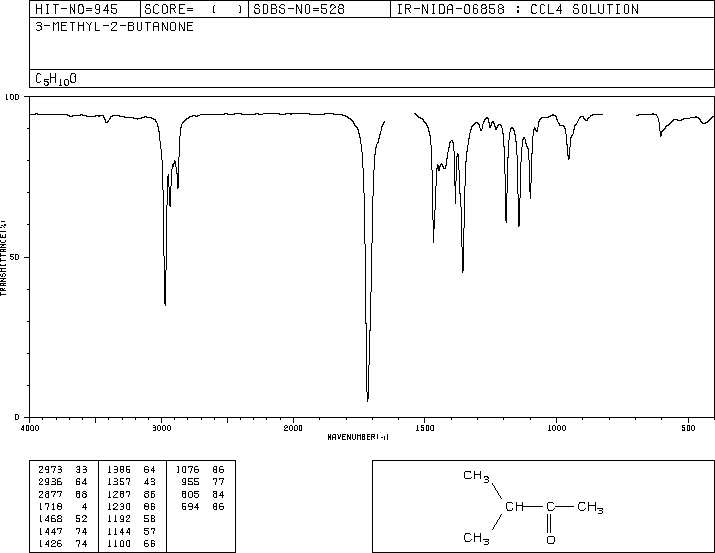 HIT-NO=945 SCORE= ( ) SDBS-NO=528 IR-NIDA-06858 : CCL4 SOLUTION
3-METHYL-2-BUTANONE
C5H10O
100
50
0
TRANSMITTANCE(%)
4000 3000 2000 1500 1000 500
WAVENUMBER(-1)
2973 33 1386 64 1076 86
2936 64 1357 43 955 77
2877 68 1287 86 805 84
1718 4 1230 86 694 86
1468 52 1192 58
1447 74 1144 57
1426 74 1100 66
CH3
CH—C—CH3
CH3
O